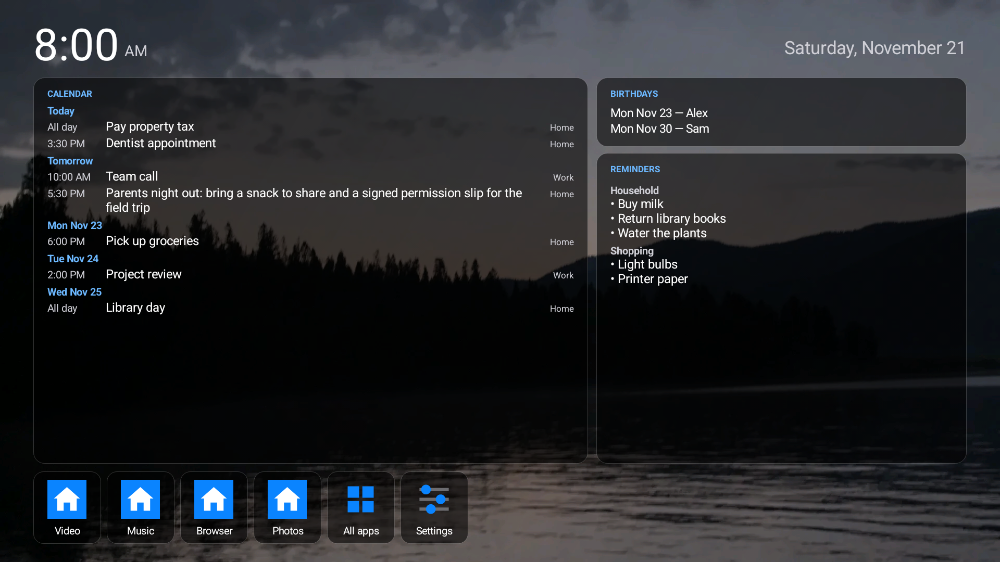 8:00 AM
Saturday, November 21
CALENDAR
Today
All day Pay property tax Home
3:30 PM Dentist appointment Home
Tomorrow
10:00 AM Team call Work
5:30 PM Parents night out: bring a snack to share and a signed permission slip for the Home
field trip
Mon Nov 23
6:00 PM Pick up groceries Home
Tue Nov 24
2:00 PM Project review Work
Wed Nov 25
All day Library day Home
BIRTHDAYS
Mon Nov 23 — Alex
Mon Nov 30 — Sam
REMINDERS
Household
• Buy milk
• Return library books
• Water the plants
Shopping
• Light bulbs
• Printer paper
Video
Music
Browser
Photos
All apps
Settings